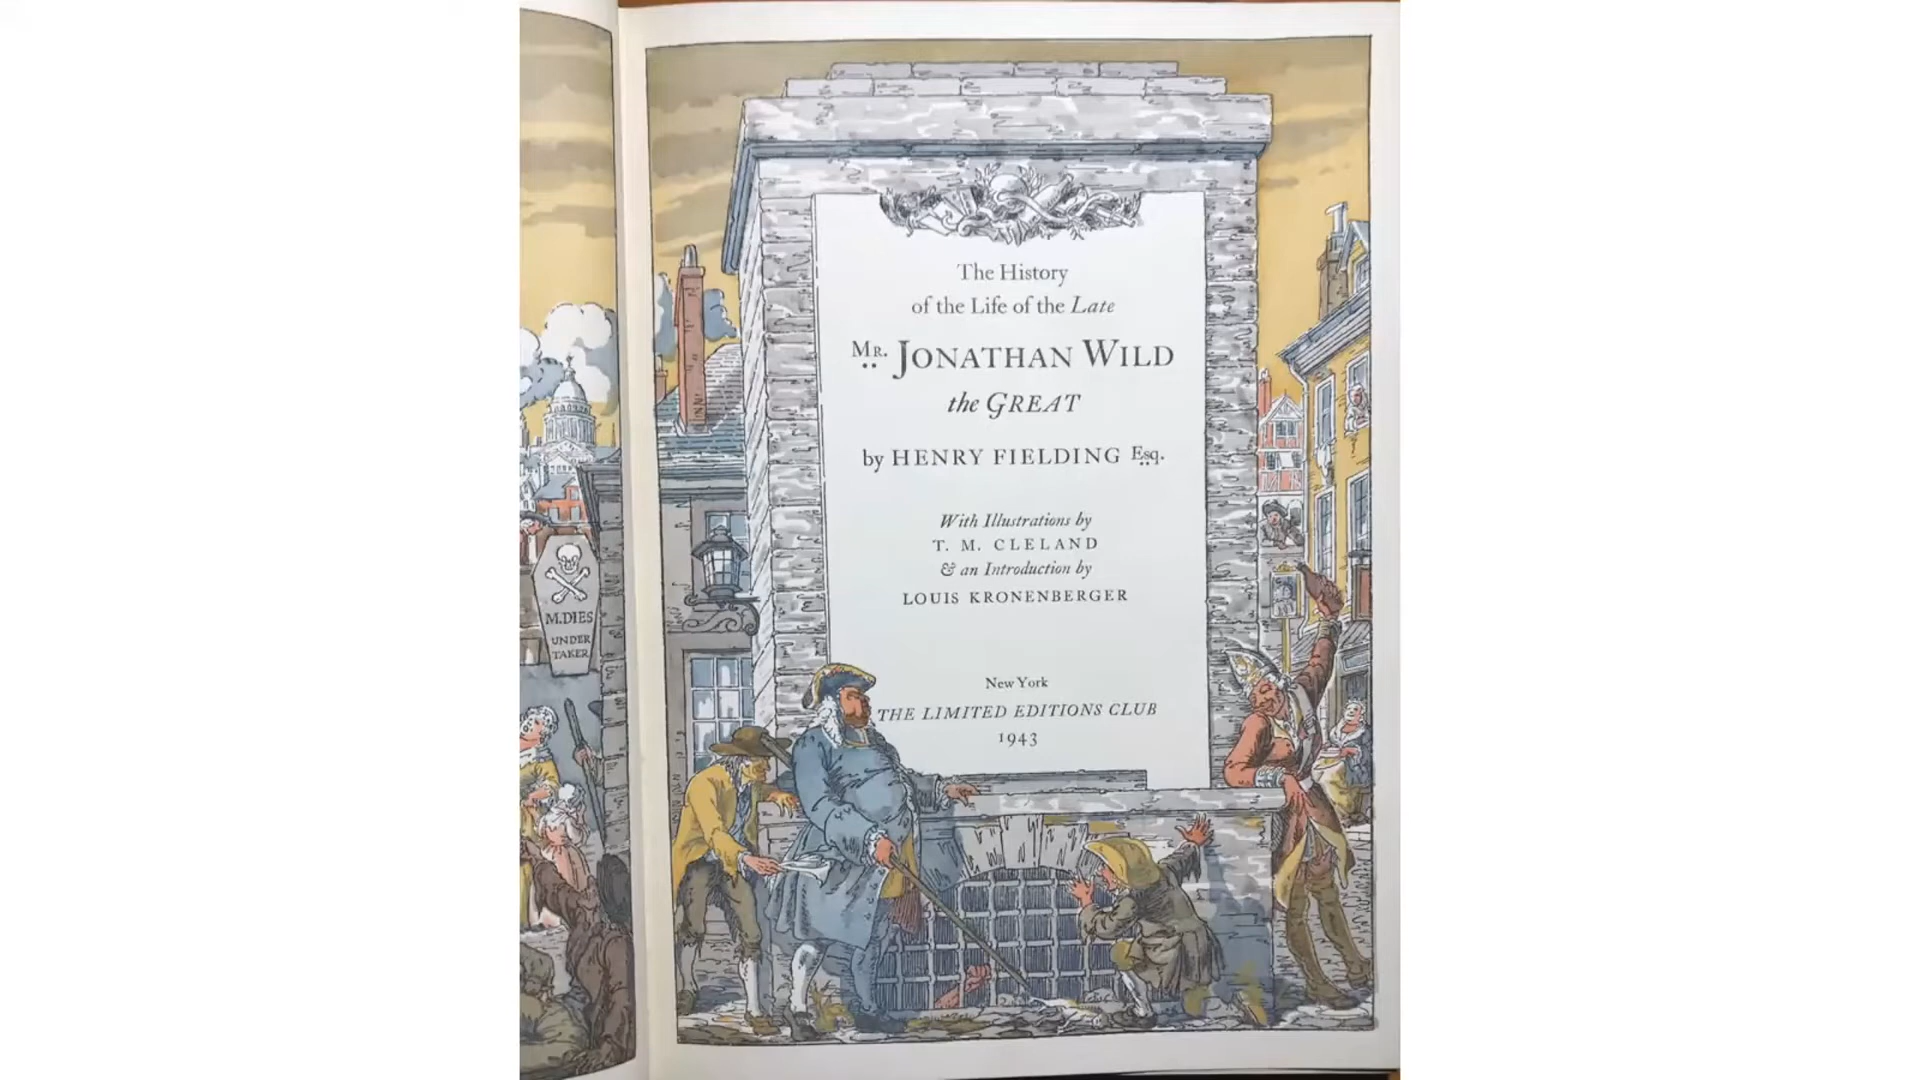 M.DIES
UNDER
TAKER
The History
of the Life of the Late
Mr. JONATHAN WILD
the GREAT
by HENRY FIELDING Esq.
With Illustrations by
T. M. CLELAND
& an Introduction by
LOUIS KRONENBERGER
New York
THE LIMITED EDITIONS CLUB
1943